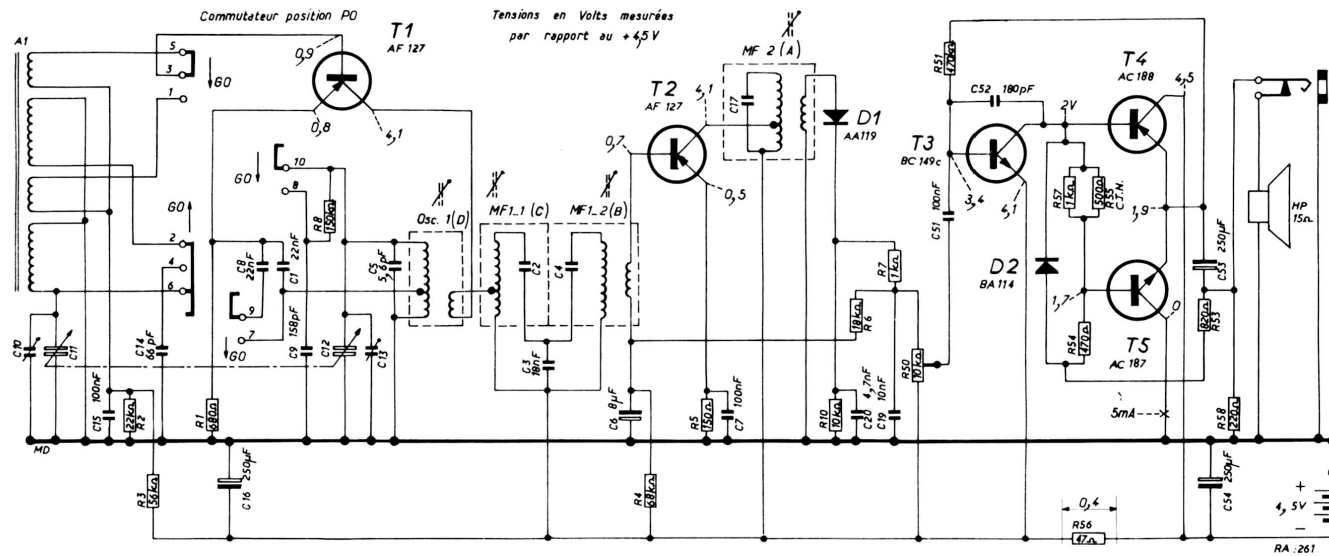 Commutateur position PO
Tensions en Volts mesurées
par rapport au +4,5V
A1
5
3
1
GO
0,9
T1
AF 127
0,8
4,1
10
8
GO
R8
150kΩ
GO
2
4
6
C8
22nF
C1
22nF
9
7
GO
C5
5,6pF
Osc. 1(D)
MF1_1 (C)
MF1_2(B)
C2
C4
C3
18nF
C10
C11
C14
66pF
158pF
C9
C12
C13
C15
100nF
22kΩ
R2
R1
680Ω
MD
R3
56kΩ
C16
250µF
MF 2 (A)
C17
T2
AF 127
4,1
0,7
0,5
D1
AA119
R7
1kΩ
18kΩ
R6
C6
8µF
R5
150Ω
C7
100nF
R10
10kΩ
C20
4,7nF
C19
10nF
R50
10kΩ
R4
68kΩ
R51
470kΩ
C52
180pF
T3
BC 149c
C51
100nF
3,4
4,1
2V
T4
AC 188
4,5
R57
1kΩ
500Ω
R55
C.T.N.
1,9
D2
BA 114
1,7
0
R54
470Ω
T5
AC 187
5mA
250µF
C53
820Ω
R53
HP
15Ω
R58
220Ω
C54
250µF
0,4
R56
47Ω
+
4,5V
–
RA :261